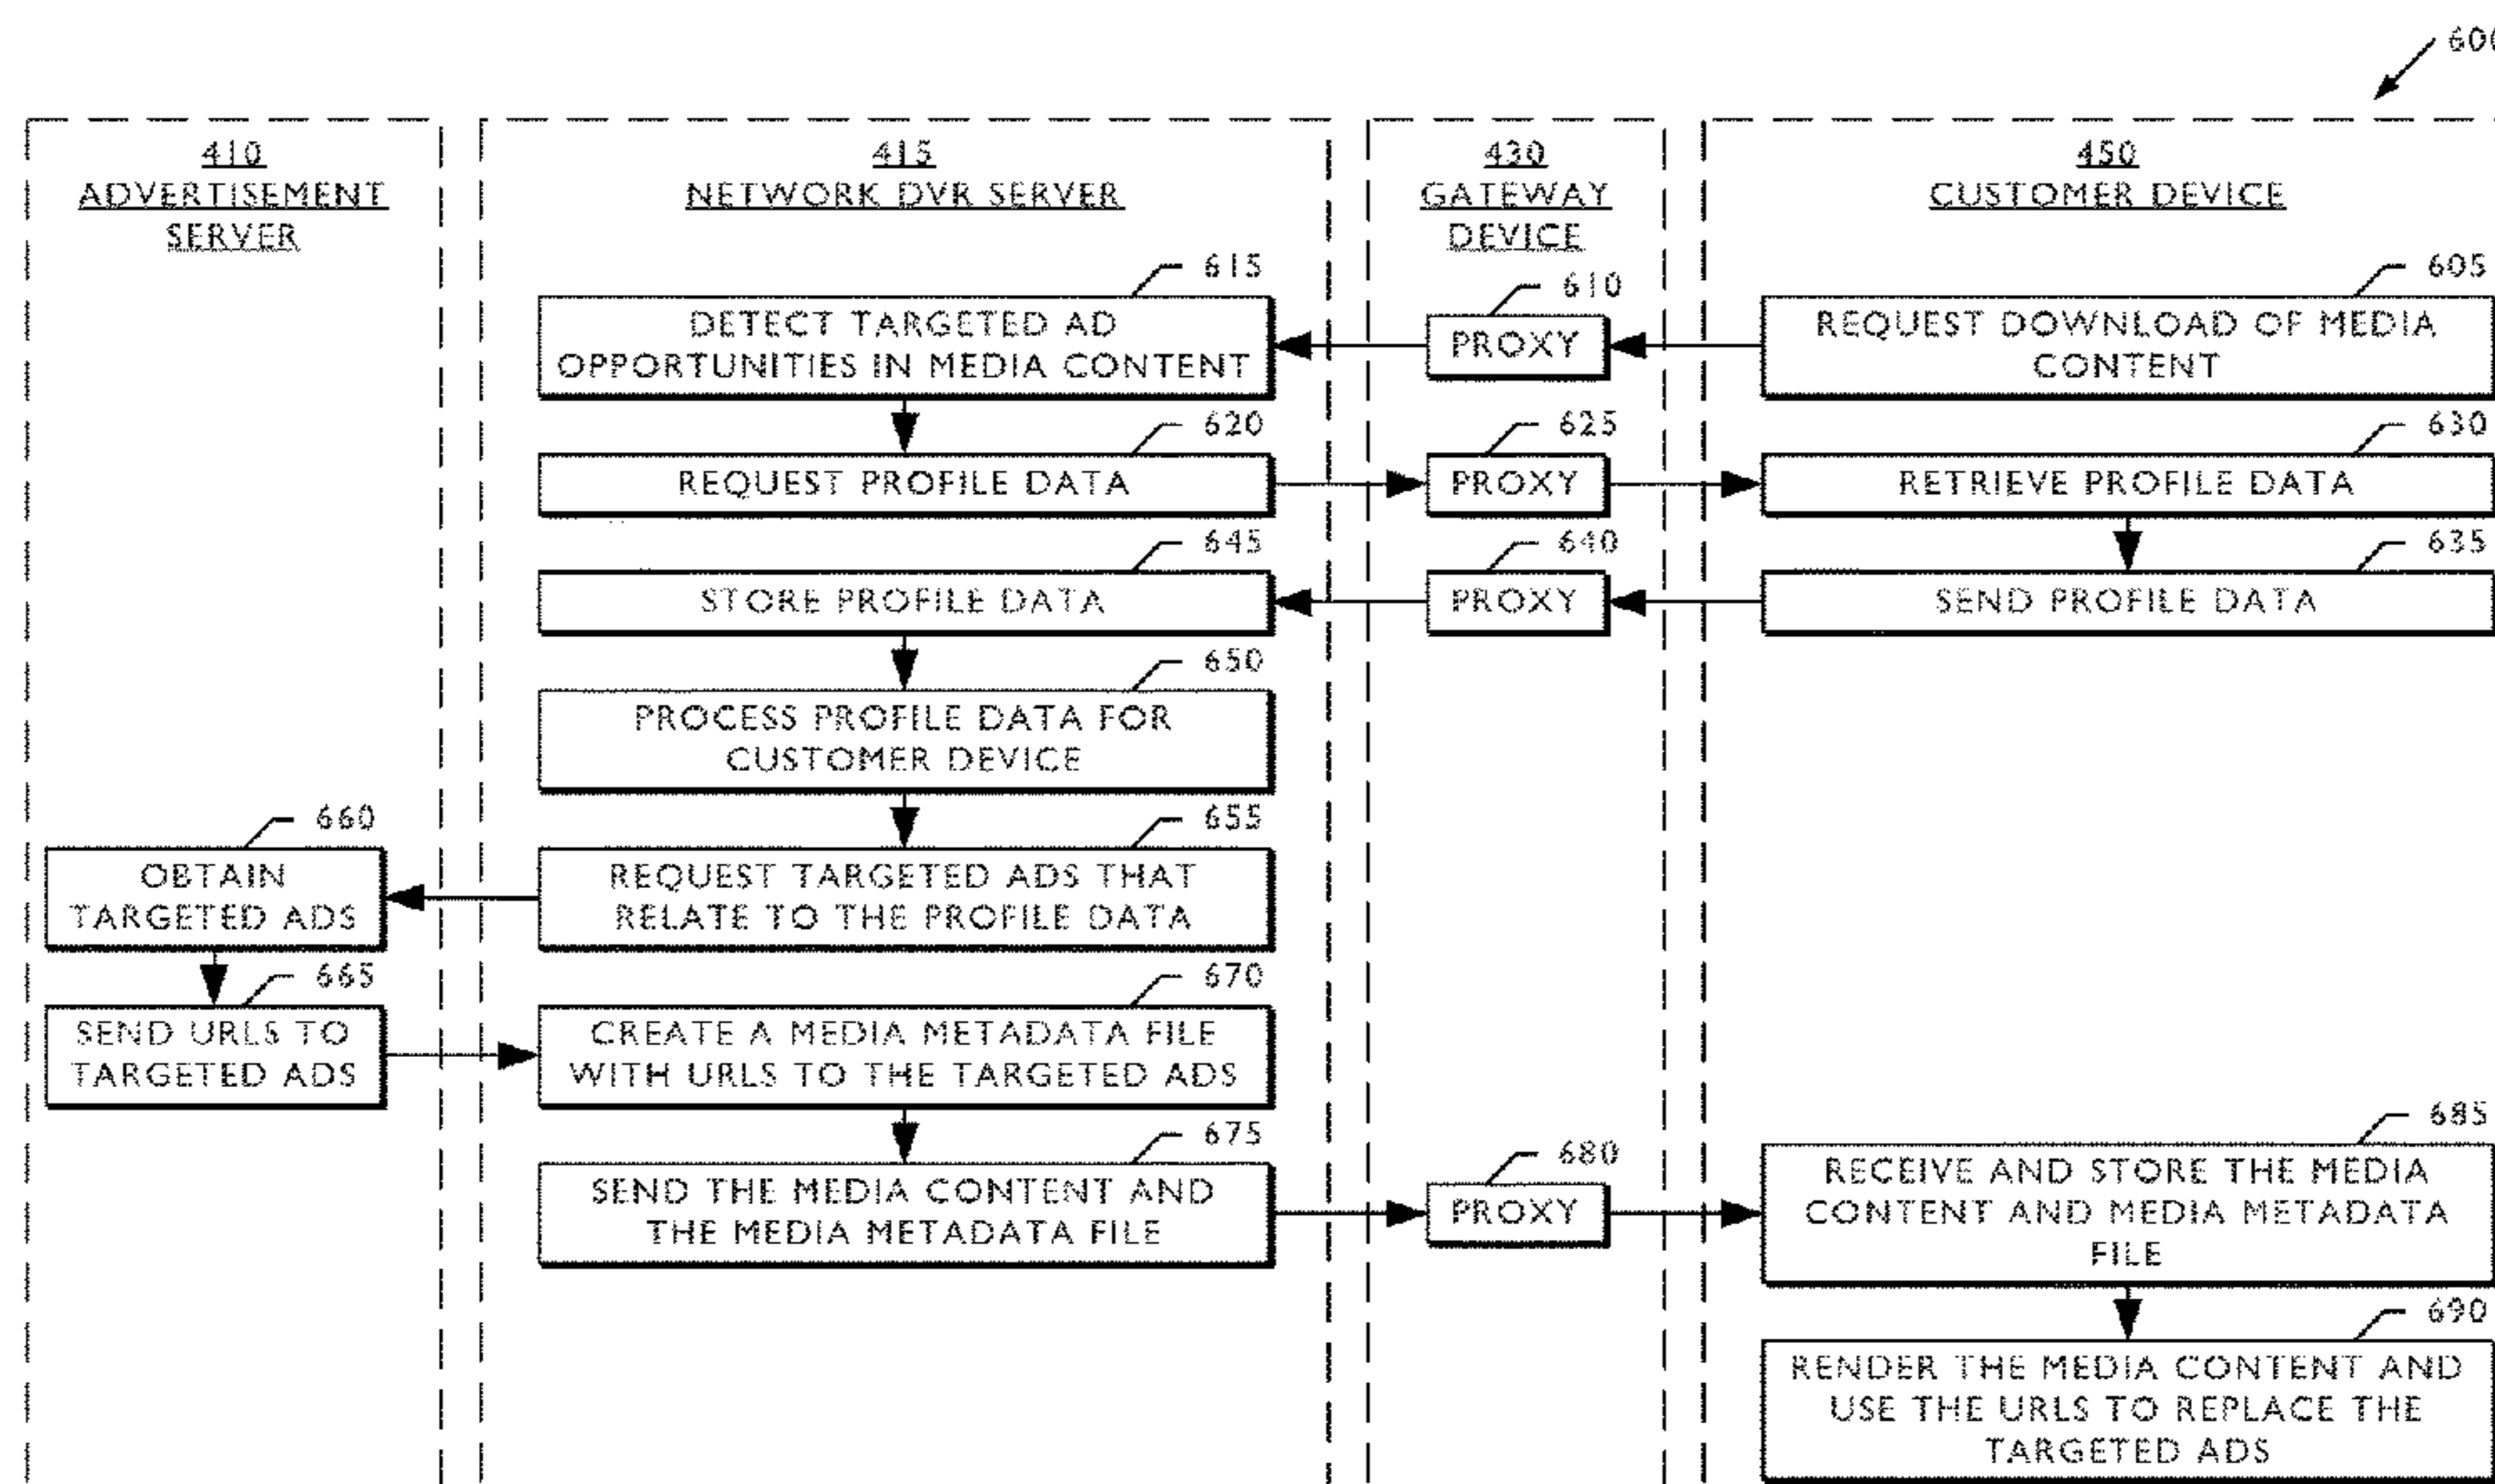 600
410
ADVERTISEMENT
SERVER
415
NETWORK DVR SERVER
430
GATEWAY
DEVICE
450
CUSTOMER DEVICE
615
DETECT TARGETED AD
OPPORTUNITIES IN MEDIA CONTENT
610
PROXY
605
REQUEST DOWNLOAD OF MEDIA
CONTENT
620
REQUEST PROFILE DATA
625
PROXY
630
RETRIEVE PROFILE DATA
645
STORE PROFILE DATA
640
PROXY
635
SEND PROFILE DATA
650
PROCESS PROFILE DATA FOR
CUSTOMER DEVICE
660
OBTAIN
TARGETED ADS
655
REQUEST TARGETED ADS THAT
RELATE TO THE PROFILE DATA
665
SEND URLS TO
TARGETED ADS
670
CREATE A MEDIA METADATA FILE
WITH URLS TO THE TARGETED ADS
675
SEND THE MEDIA CONTENT AND
THE MEDIA METADATA FILE
680
PROXY
685
RECEIVE AND STORE THE MEDIA
CONTENT AND MEDIA METADATA
FILE
690
RENDER THE MEDIA CONTENT AND
USE THE URLS TO REPLACE THE
TARGETED ADS